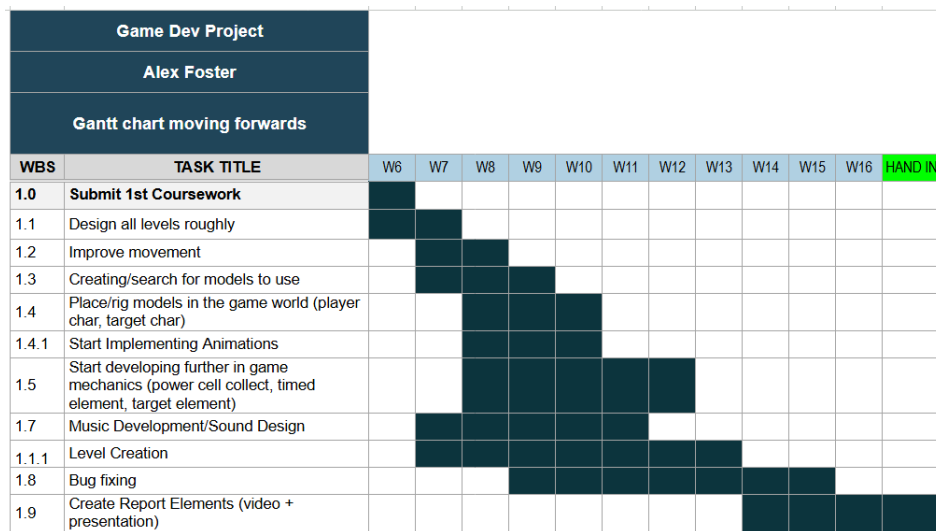 Game Dev Project
Alex Foster
Gantt chart moving forwards
WBS TASK TITLE W6 W7 W8 W9 W10 W11 W12 W13 W14 W15 W16 HAND IN
1.0 Submit 1st Coursework
1.1 Design all levels roughly
1.2 Improve movement
1.3 Creating/search for models to use
1.4 Place/rig models in the game world (player
char, target char)
1.4.1 Start Implementing Animations
1.5 Start developing further in game
mechanics (power cell collect, timed
element, target element)
1.7 Music Development/Sound Design
1.1.1 Level Creation
1.8 Bug fixing
1.9 Create Report Elements (video +
presentation)